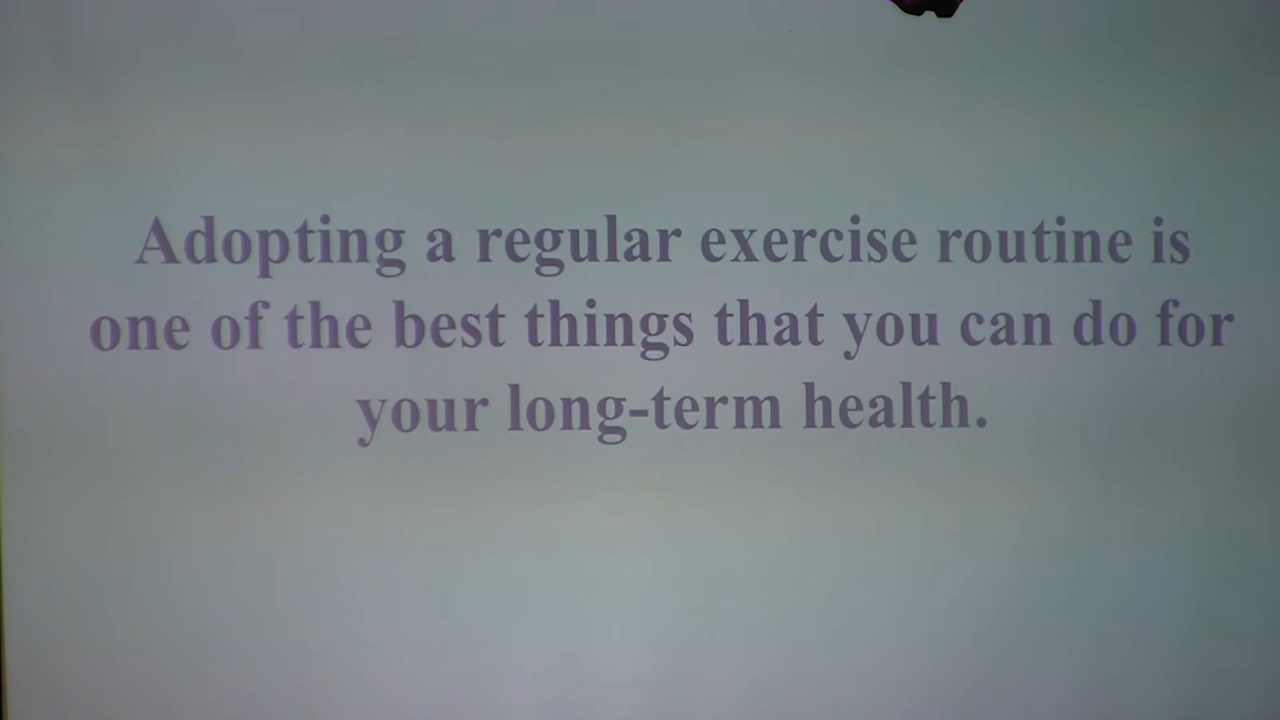 Adopting a regular exercise routine is
one of the best things that you can do for
your long-term health.